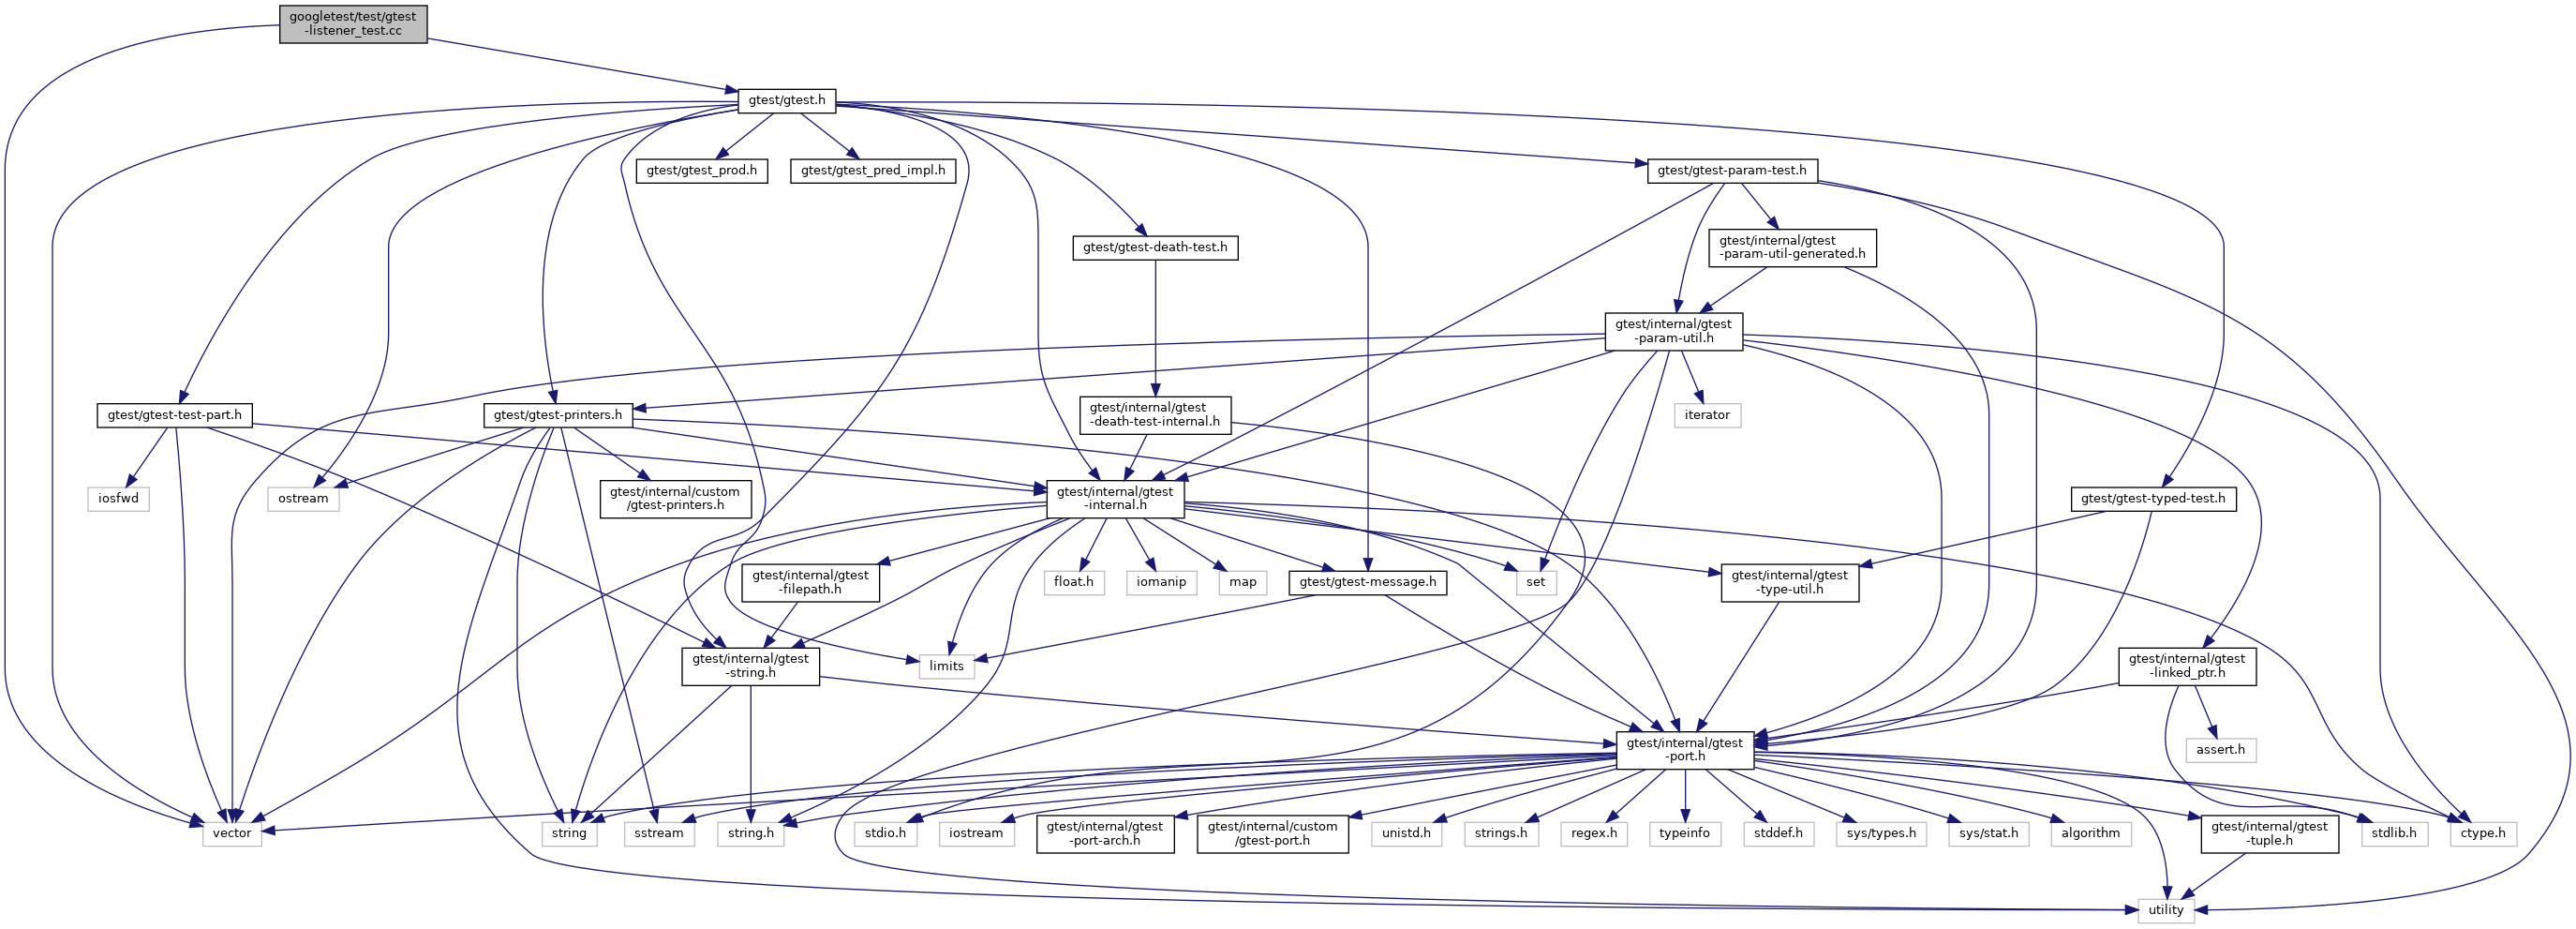 googletest/test/gtest
-listener_test.cc
gtest/gtest.h
gtest/gtest_prod.h
gtest/gtest_pred_impl.h
gtest/gtest-param-test.h
gtest/gtest-death-test.h
gtest/internal/gtest
-param-util-generated.h
gtest/internal/gtest
-param-util.h
gtest/gtest-test-part.h
gtest/gtest-printers.h
gtest/internal/gtest
-death-test-internal.h
iterator
iosfwd
ostream
gtest/internal/custom
/gtest-printers.h
gtest/internal/gtest
-internal.h
gtest/gtest-typed-test.h
gtest/internal/gtest
-filepath.h
float.h
iomanip
map
gtest/gtest-message.h
set
gtest/internal/gtest
-type-util.h
gtest/internal/gtest
-string.h
limits
gtest/internal/gtest
-linked_ptr.h
gtest/internal/gtest
-port.h
assert.h
vector
string
sstream
string.h
stdio.h
iostream
gtest/internal/gtest
-port-arch.h
gtest/internal/custom
/gtest-port.h
unistd.h
strings.h
regex.h
typeinfo
stddef.h
sys/types.h
sys/stat.h
algorithm
gtest/internal/gtest
-tuple.h
stdlib.h
ctype.h
utility